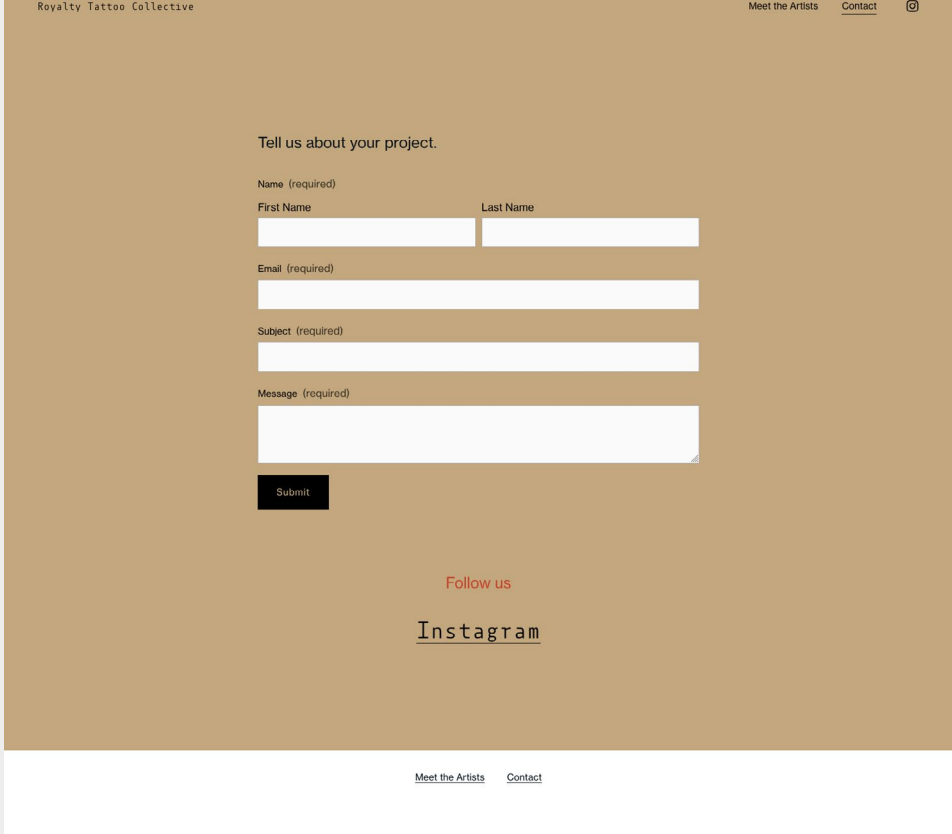 Royalty Tattoo Collective Meet the Artists Contact
Tell us about your project.
Name (required)
First Name Last Name
Email (required)
Subject (required)
Message (required)
Submit
Follow us
Instagram
Meet the Artists Contact